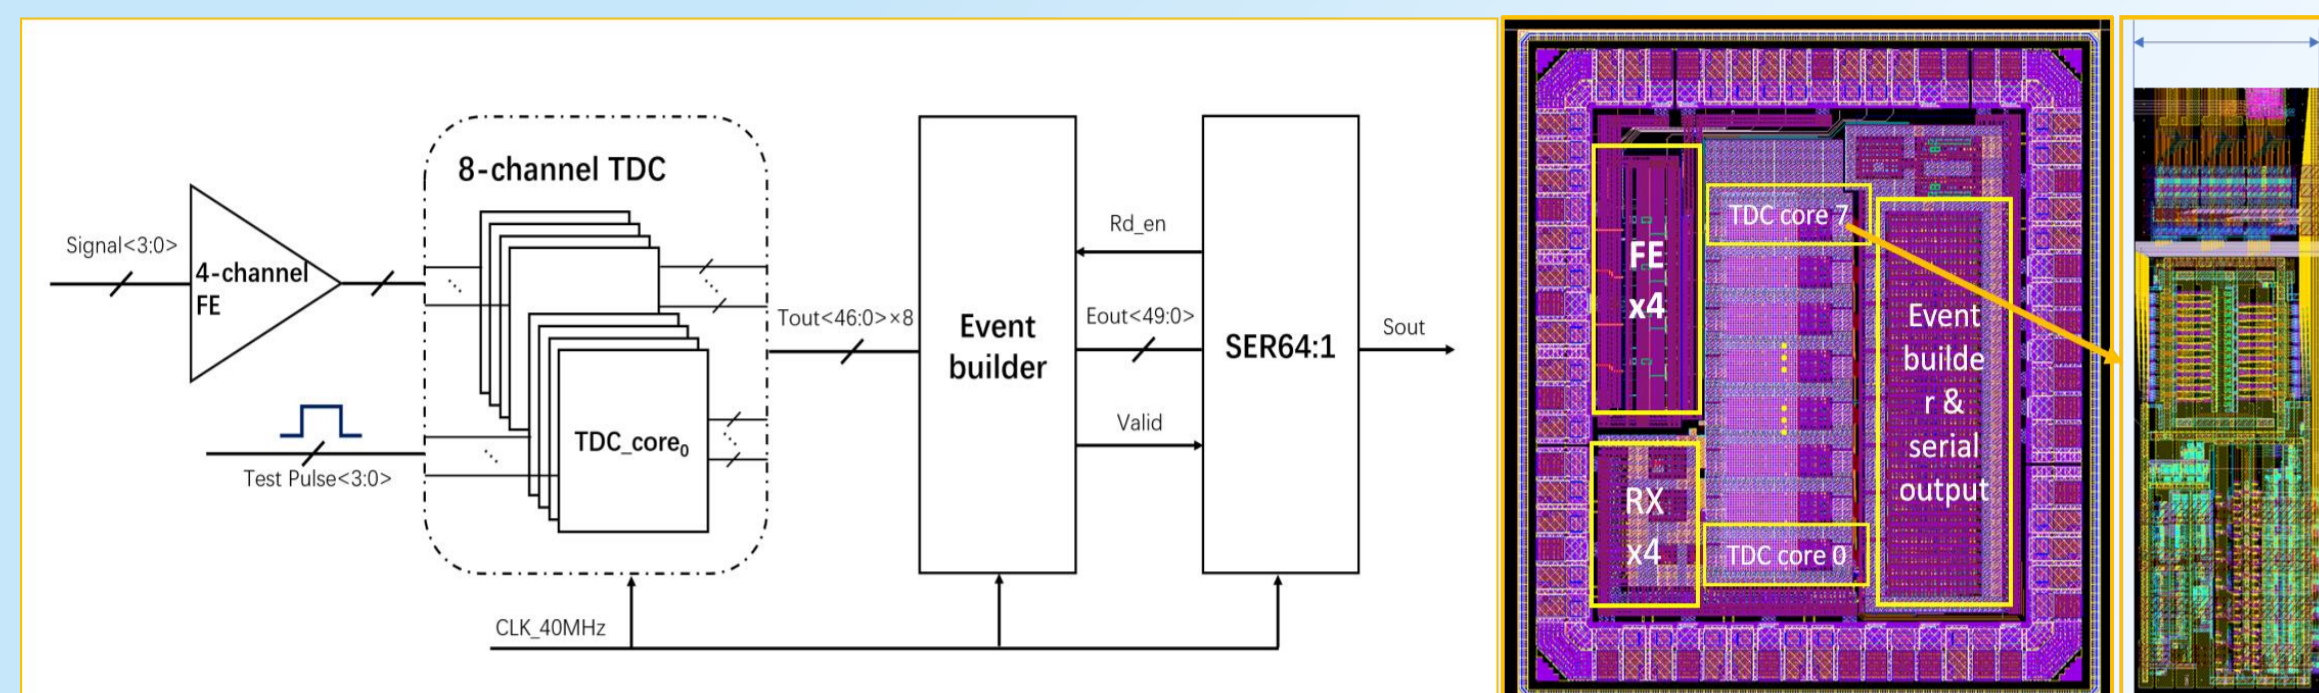 8-channel TDC
Signal<3:0>
4-channel
FE
Test Pulse<3:0>
TDC_core₀
CLK_40MHz
Tout<46:0>×8
Event
builder
Rd_en
Eout<49:0>
Valid
SER64:1
Sout
FE
x4
RX
x4
TDC core 7
TDC core 0
Event
builde
r &
serial
output